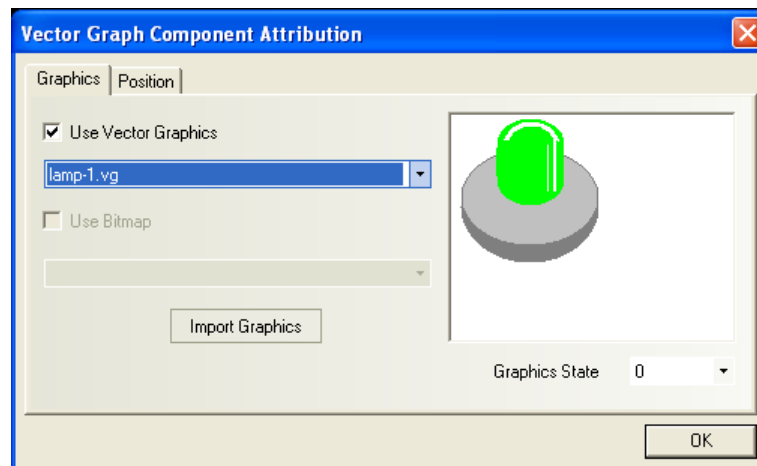 Vector Graph Component Attribution
Graphics Position
Use Vector Graphics
lamp-1.vg
Use Bitmap
Import Graphics
Graphics State 0
OK